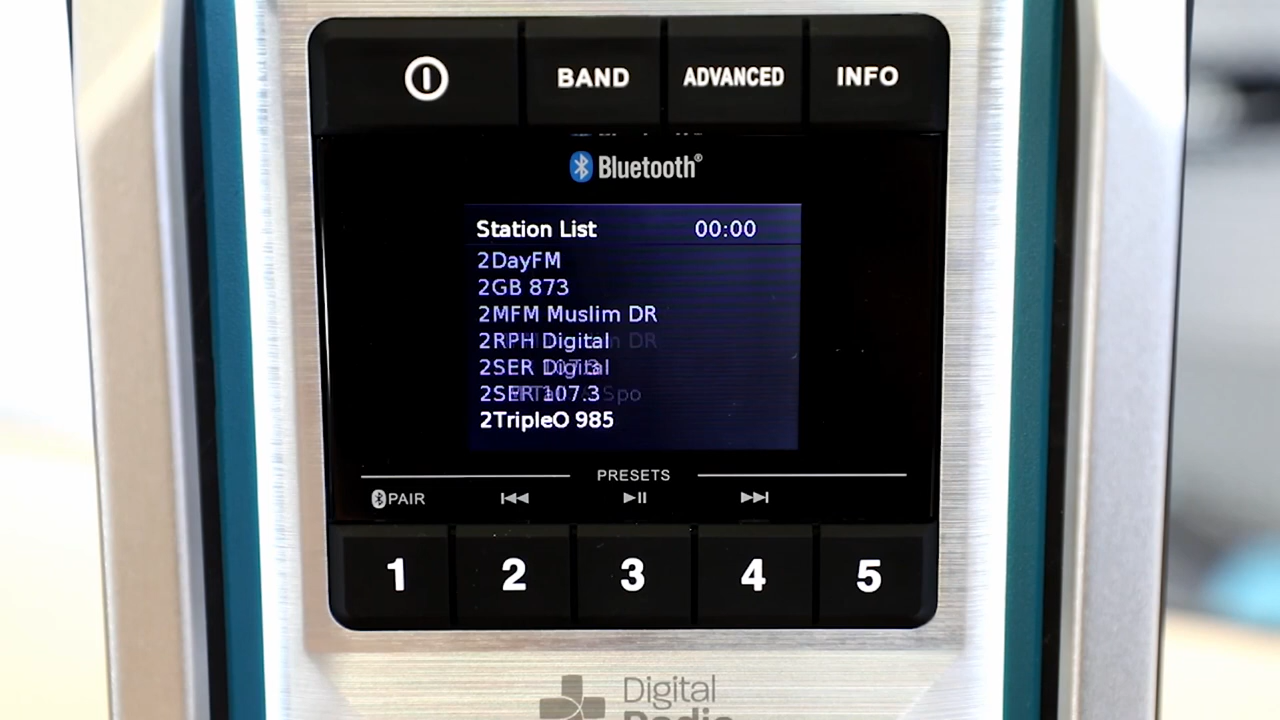 BAND ADVANCED INFO
Bluetooth®
Station List 00:00
2DayFM
2GB 873
2MFM Muslim DR
2RPH Digital
2SER Digital
2SER 107.3
2TripleO 985
PRESETS
PAIR
1 2 3 4 5
Digital
Radio